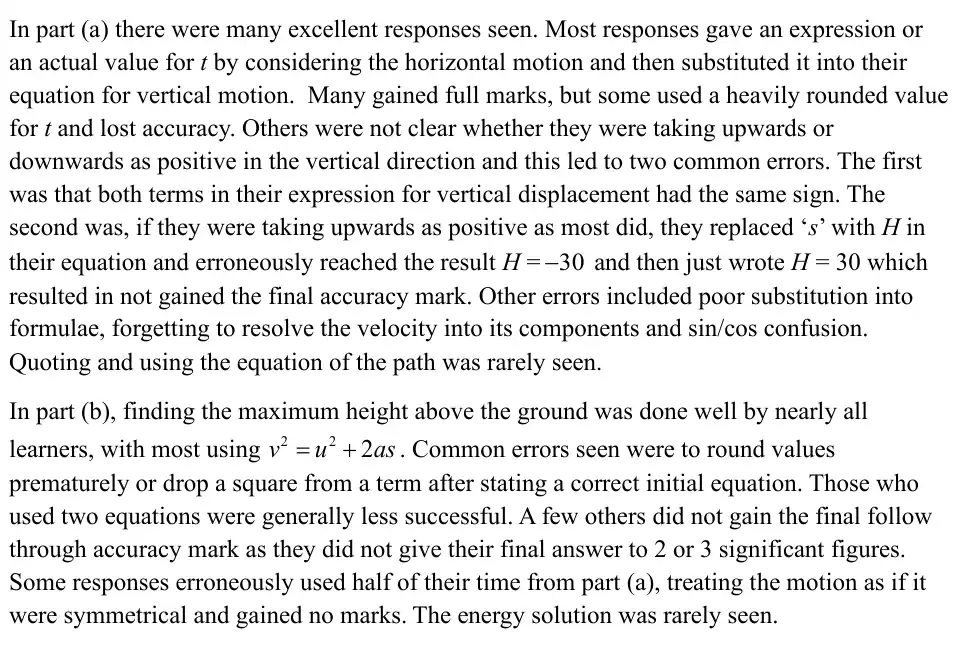 In part (a) there were many excellent responses seen. Most responses gave an expression or
an actual value for t by considering the horizontal motion and then substituted it into their
equation for vertical motion.  Many gained full marks, but some used a heavily rounded value
for t and lost accuracy. Others were not clear whether they were taking upwards or
downwards as positive in the vertical direction and this led to two common errors. The first
was that both terms in their expression for vertical displacement had the same sign. The
second was, if they were taking upwards as positive as most did, they replaced ‘s’ with H in
their equation and erroneously reached the result H = −30 and then just wrote H = 30 which
resulted in not gained the final accuracy mark. Other errors included poor substitution into
formulae, forgetting to resolve the velocity into its components and sin/cos confusion.
Quoting and using the equation of the path was rarely seen.
In part (b), finding the maximum height above the ground was done well by nearly all
learners, with most using v² = u² + 2as . Common errors seen were to round values
prematurely or drop a square from a term after stating a correct initial equation. Those who
used two equations were generally less successful. A few others did not gain the final follow
through accuracy mark as they did not give their final answer to 2 or 3 significant figures.
Some responses erroneously used half of their time from part (a), treating the motion as if it
were symmetrical and gained no marks. The energy solution was rarely seen.